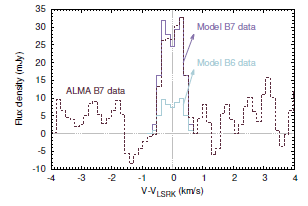 35
30
25
20
15
10
5
0
-5
-10
Flux density (mJy)
Model B7 data
Model B6 data
ALMA B7 data
-4 -3 -2 -1 0 1 2 3 4
V-VLSRK (km/s)